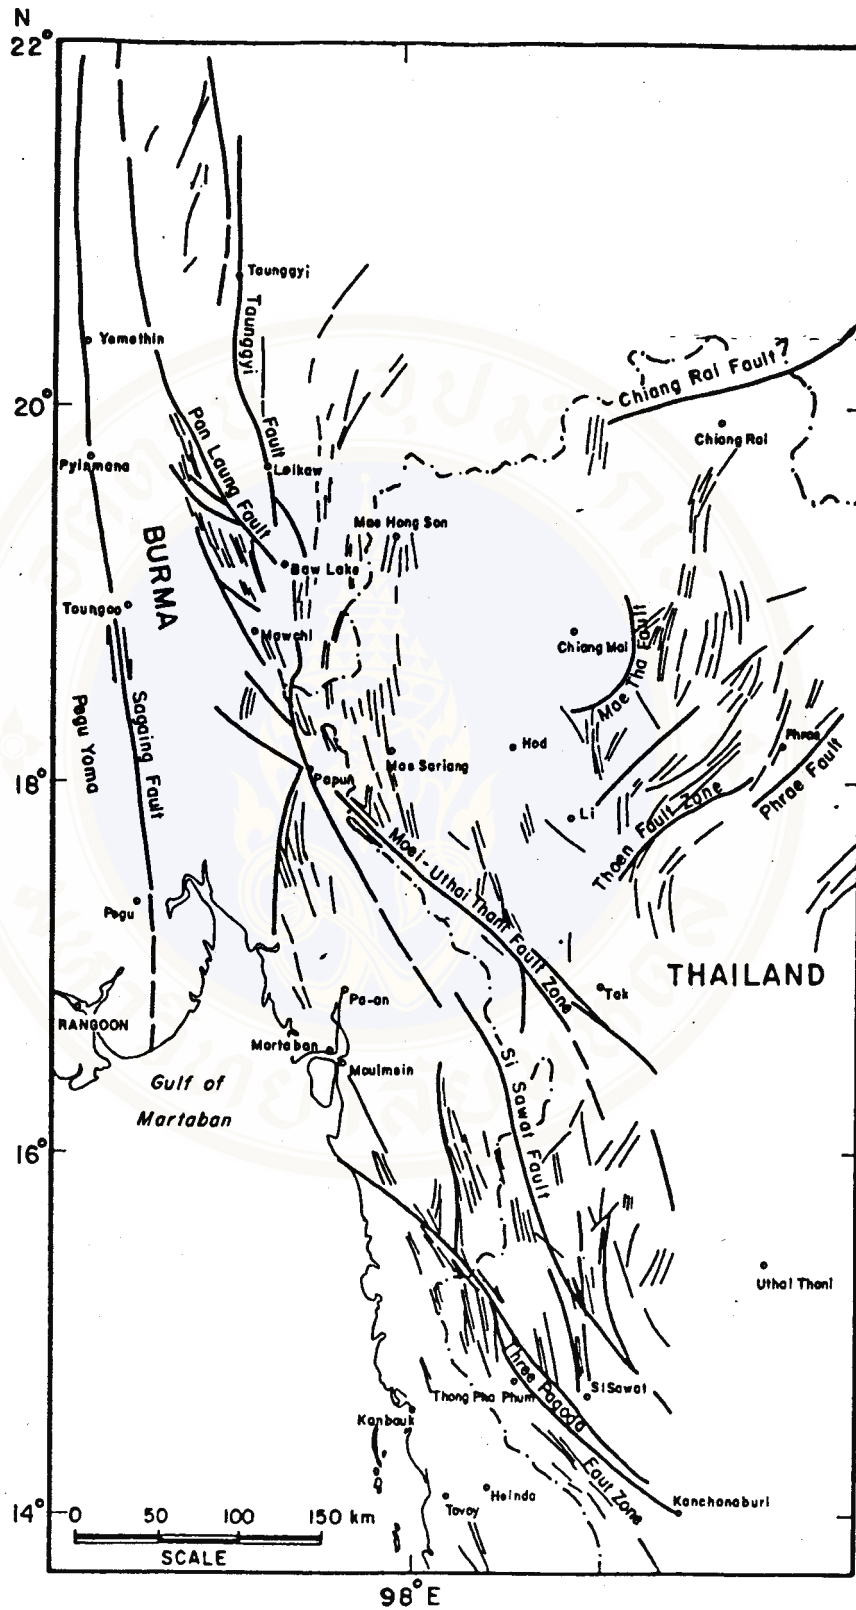 N
22°
Taunggyi
Taunggyi Fault
Yamethin
Chiang Rai Fault?
20°
Chiang Rai
Pan Laung Fault
Pyinmana
Loikaw
Mae Hong Son
BURMA
Baw Lake
Toungoo
Mawchi
Chiang Mai
Mae Tha Fault
Pegu Yoma
Sagaing Fault
Hod
Phrae
Mae Sariang
18°
Papun
Phrae Fault
Li
Thoen Fault Zone
Moei-Uthai Thani Fault Zone
Pegu
THAILAND
Pa-an
Tak
RANGOON
Martaban
Moulmein
Gulf of
Martaban
Si Sawat Fault
16°
Uthai Thani
Three Pagoda Faut Zone
Si Sawat
Thong Pha Phum
Kanbauk
Heinda
Tavoy
Kanchanaburi
14°
0 50 100 150 km
SCALE
98°E